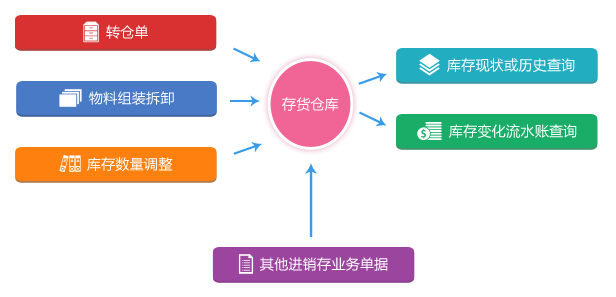 转仓单
物料组装拆卸
库存数量调整
存货仓库
库存现状或历史查询
库存变化流水账查询
其他进销存业务单据